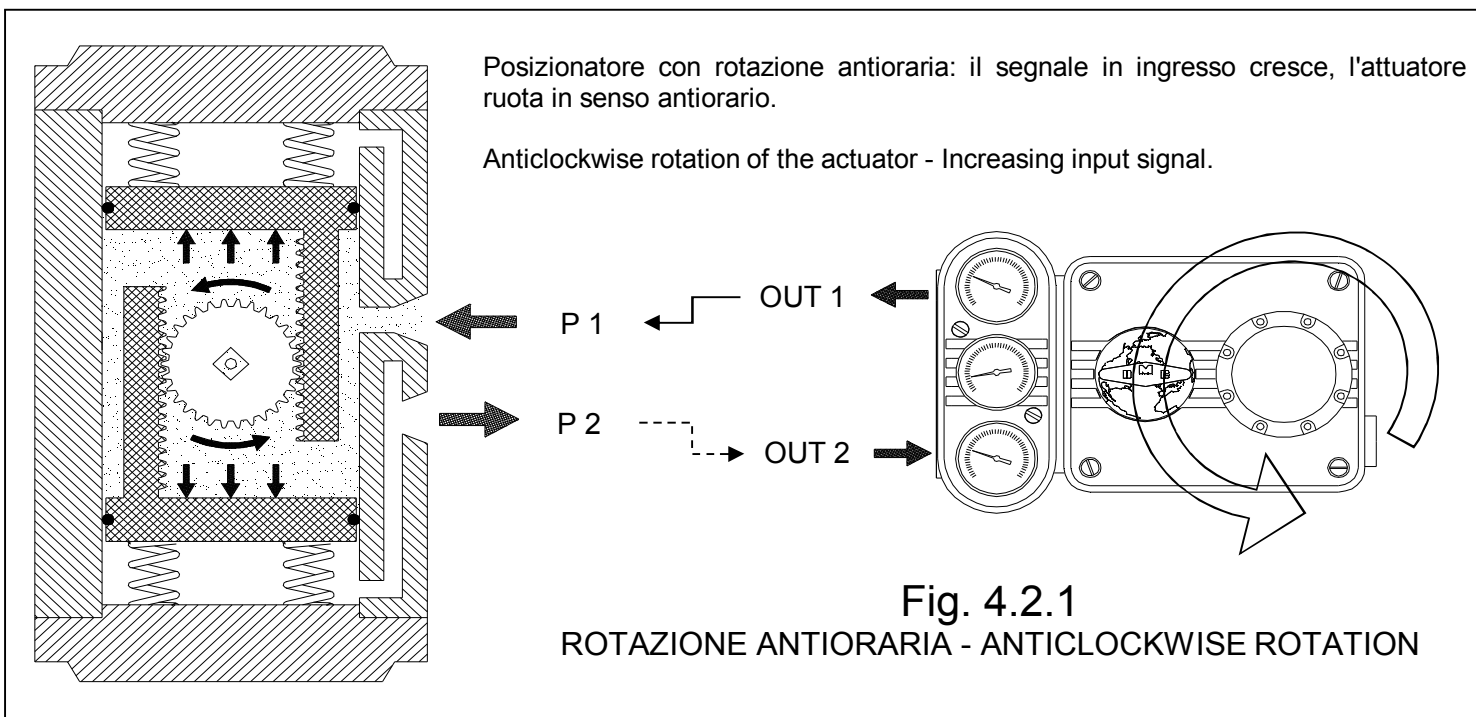 Posizionatore con rotazione antioraria: il segnale in ingresso cresce, l'attuatore
ruota in senso antiorario.
Anticlockwise rotation of the actuator - Increasing input signal.
P 1
OUT 1
P 2
OUT 2
Fig. 4.2.1
ROTAZIONE ANTIORARIA - ANTICLOCKWISE ROTATION